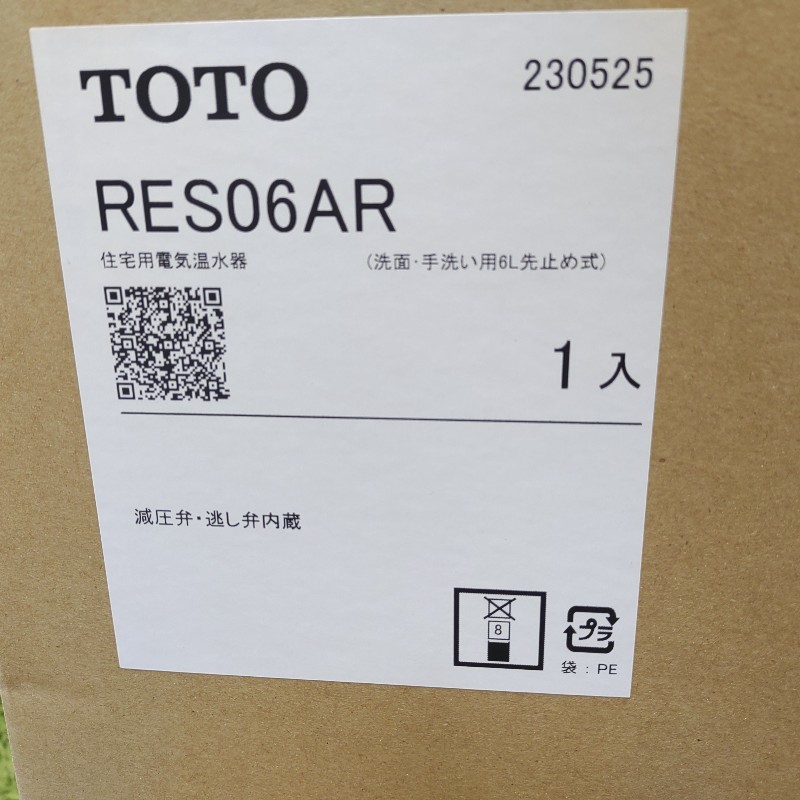 TOTO
230525
RES06AR
住宅用電気温水器
(洗面・手洗い用6L先止め式)
1入
減圧弁・逃し弁内蔵
8
プラ
袋：PE